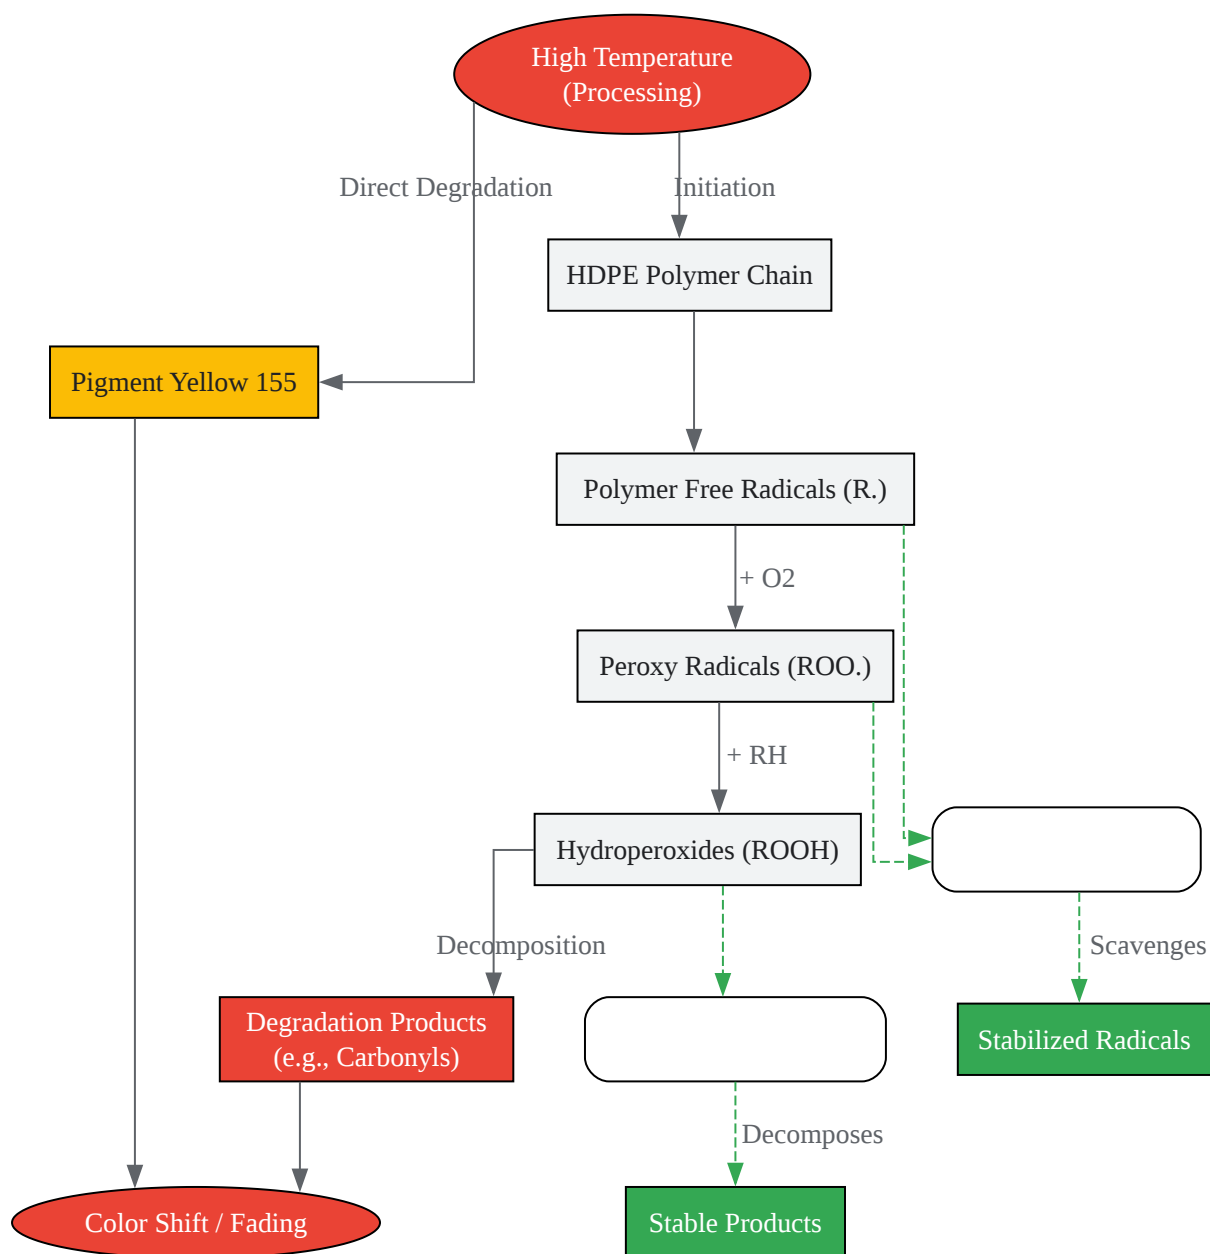 High Temperature
(Processing)
Direct Degradation
Initiation
HDPE Polymer Chain
Pigment Yellow 155
Polymer Free Radicals (R.)
+ O2
Peroxy Radicals (ROO.)
+ RH
Hydroperoxides (ROOH)
Decomposition
Scavenges
Degradation Products
(e.g., Carbonyls)
Stabilized Radicals
Decomposes
Color Shift / Fading
Stable Products